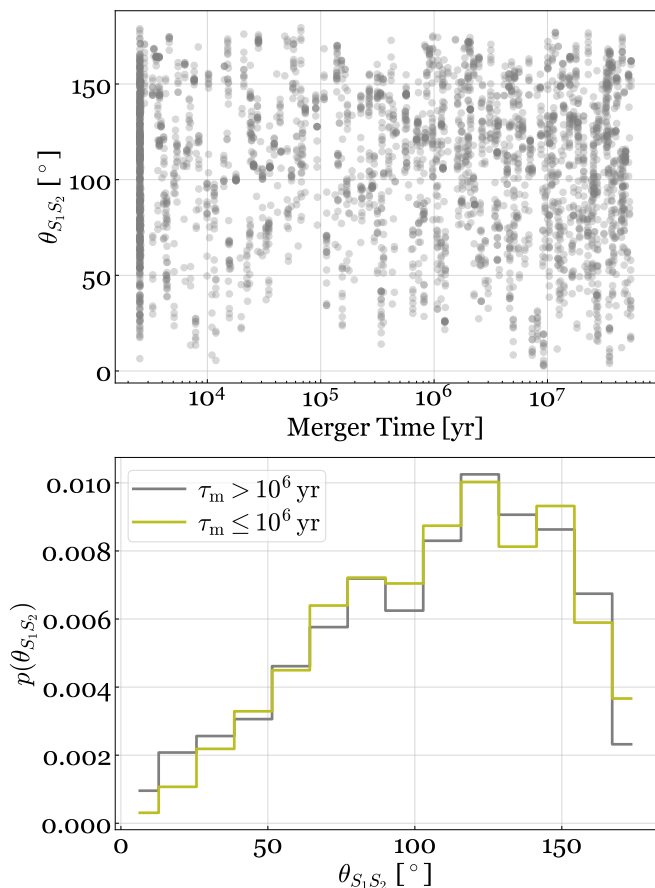 150
100
50
0
θ_{S_1S_2} [°]
10^4 10^5 10^6 10^7
Merger Time [yr]
τ_m > 10^6 yr
τ_m ≤ 10^6 yr
0.010
0.008
0.006
0.004
0.002
0.000
p(θ_{S_1S_2})
0 50 100 150
θ_{S_1S_2} [°]